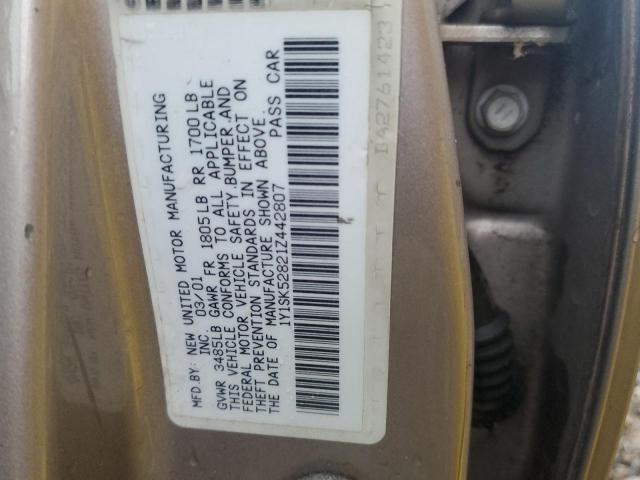 MFD.BY: NEW UNITED MOTOR MANUFACTURING
INC. 03/01
GVWR 3485LB GAWR FR 1805LB RR 1700LB
THIS VEHICLE CONFORMS TO ALL APPLICABLE
FEDERAL MOTOR VEHICLE SAFETY,BUMPER,AND
THEFT PREVENTION STANDARDS IN EFFECT ON
THE DATE OF MANUFACTURE SHOWN ABOVE.
1Y1SK52821Z442807 PASS CAR
BA2761423